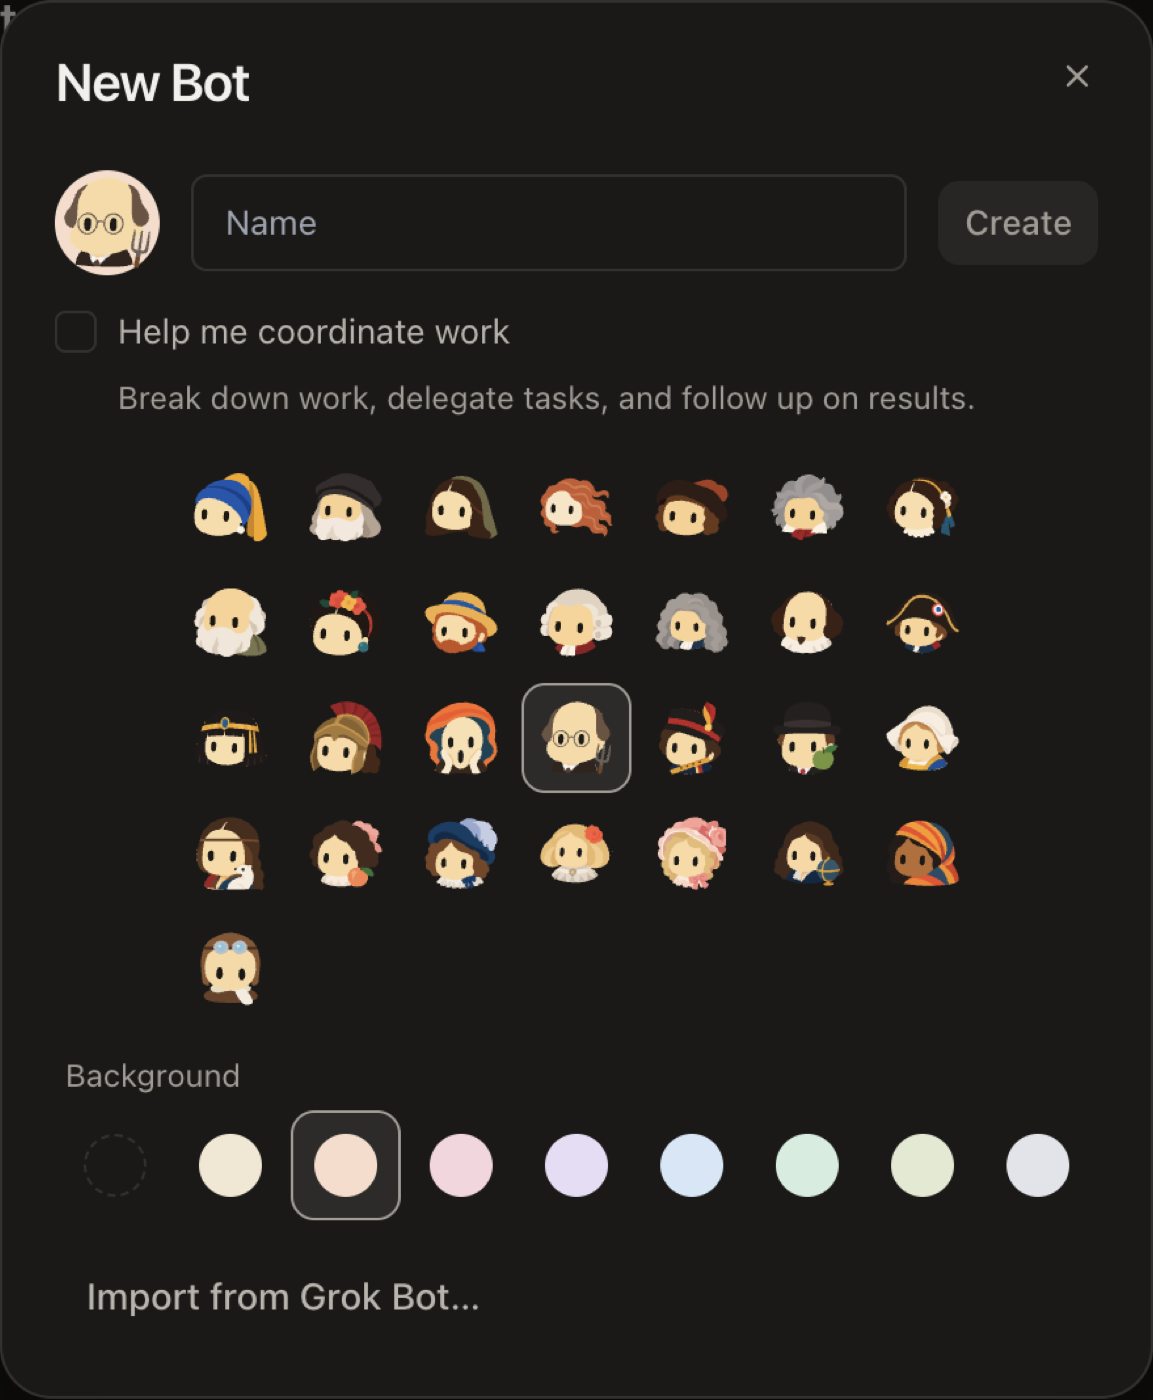 t
New Bot
Name
Create
Help me coordinate work
Break down work, delegate tasks, and follow up on results.
Background
Import from Grok Bot...